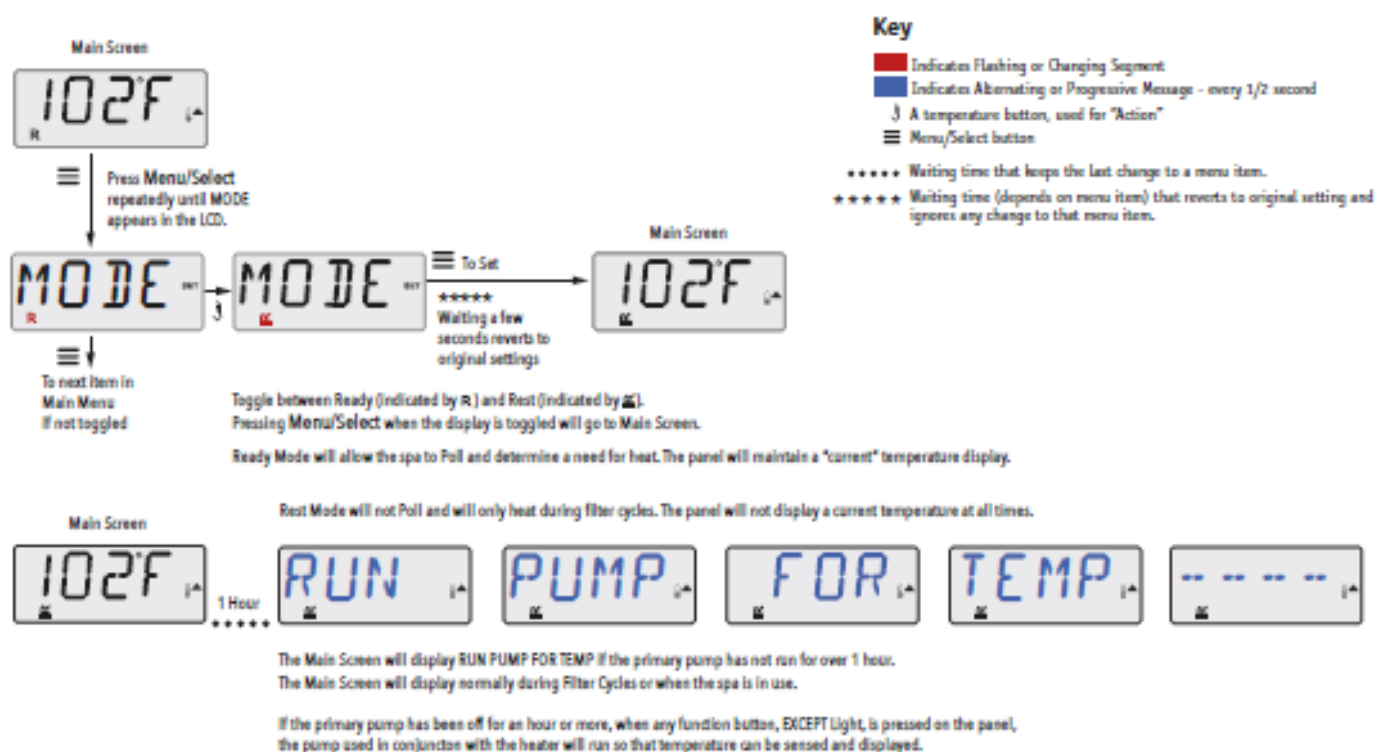 Key
Indicates Flashing or Changing Segment
Indicates Alternating or Progressive Message - every 1/2 second
A temperature button, used for "Action"
Menu/Select button
***** Waiting time that keeps the last change to a menu item.
***** Waiting time (depends on menu item) that reverts to original setting and
ignores any change to that menu item.
Main Screen
102°F
R
Press Menu/Select
repeatedly until MODE
appears in the LCD.
MODE
R
MODE
To Set
*****
Waiting a few
seconds reverts to
original settings
Main Screen
102°F
To next item in
Main Menu
If not toggled
Toggle between Ready (indicated by R) and Rest (indicated by ).
Pressing Menu/Select when the display is toggled will go to Main Screen.
Ready Mode will allow the spa to Poll and determine a need for heat. The panel will maintain a "current" temperature display.
Rest Mode will not Poll and will only heat during filter cycles. The panel will not display a current temperature at all times.
Main Screen
102°F
1 Hour
*****
RUN
PUMP
FOR
TEMP
-- -- -- --
The Main Screen will display RUN PUMP FOR TEMP if the primary pump has not run for over 1 hour.
The Main Screen will display normally during Filter Cycles or when the spa is in use.
If the primary pump has been off for an hour or more, when any function button, EXCEPT Light, is pressed on the panel,
the pump used in conjuncton with the heater will run so that temperature can be sensed and displayed.